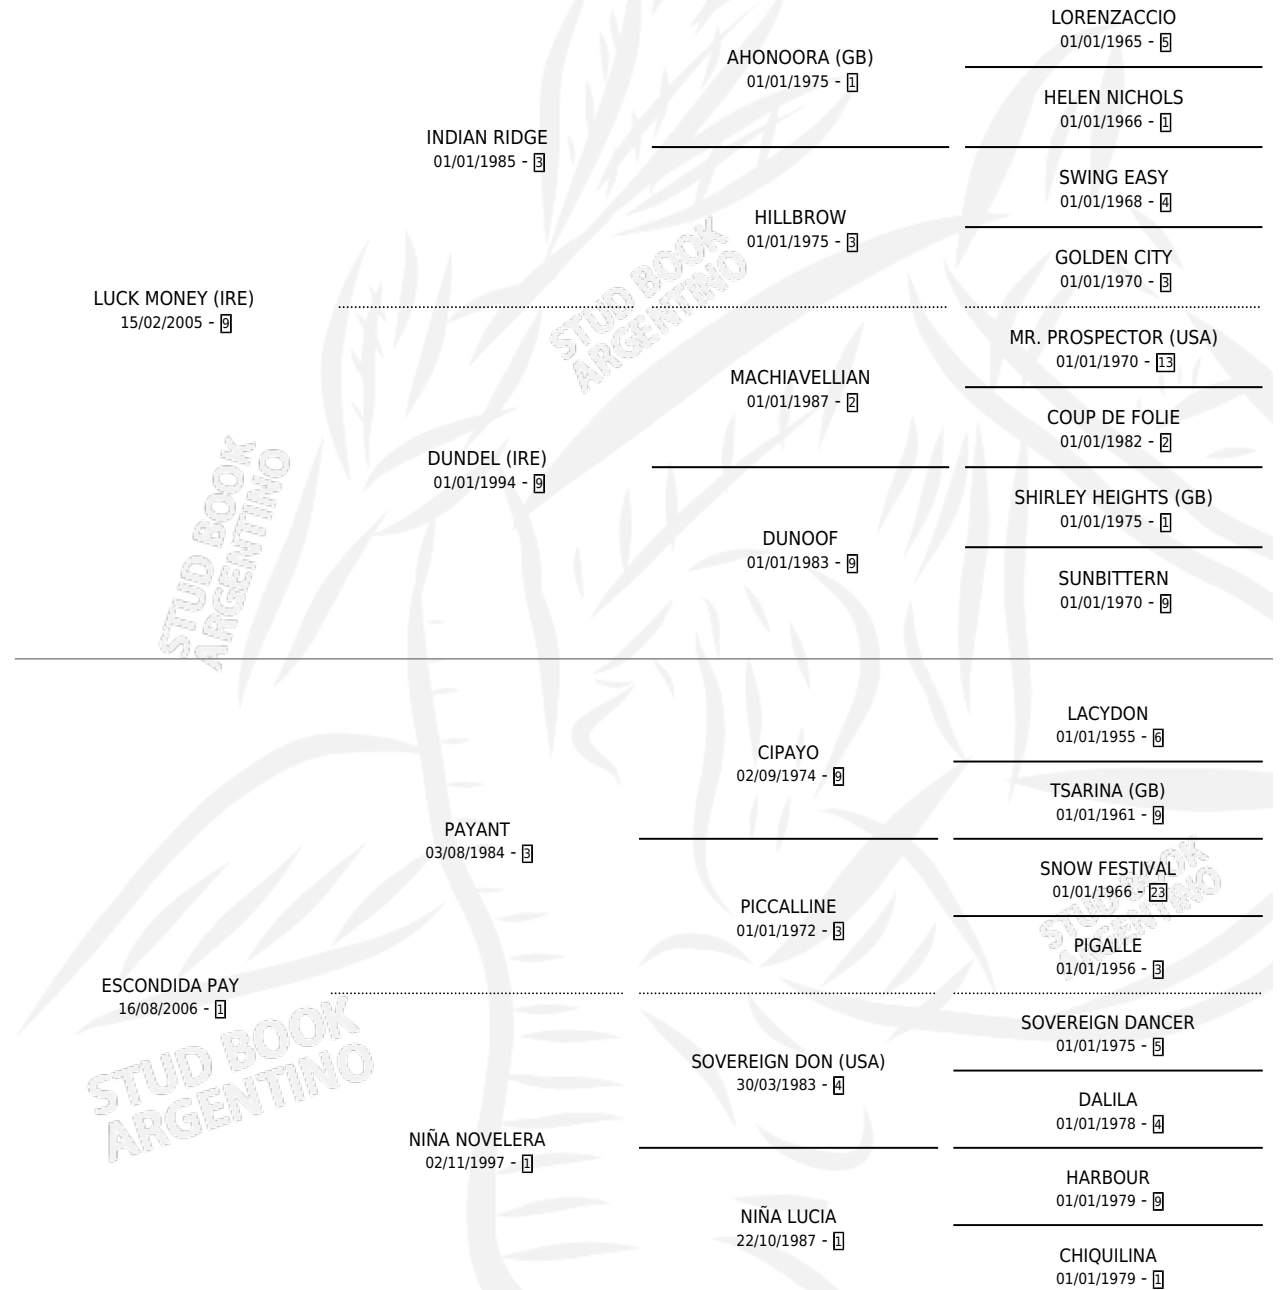 LORENZACCIO
01/01/1965 - 5
AHONOORA (GB)
01/01/1975 - 1
HELEN NICHOLS
01/01/1966 - 1
INDIAN RIDGE
01/01/1985 - 3
SWING EASY
01/01/1968 - 4
HILLBROW
01/01/1975 - 3
GOLDEN CITY
01/01/1970 - 3
LUCK MONEY (IRE)
15/02/2005 - 9
MR. PROSPECTOR (USA)
01/01/1970 - 13
MACHIAVELLIAN
01/01/1987 - 2
COUP DE FOLIE
01/01/1982 - 2
DUNDEL (IRE)
01/01/1994 - 9
SHIRLEY HEIGHTS (GB)
01/01/1975 - 1
DUNOOF
01/01/1983 - 9
SUNBITTERN
01/01/1970 - 9
LACYDON
01/01/1955 - 6
CIPAYO
02/09/1974 - 9
TSARINA (GB)
01/01/1961 - 9
PAYANT
03/08/1984 - 3
SNOW FESTIVAL
01/01/1966 - 23
PICCALLINE
01/01/1972 - 3
PIGALLE
01/01/1956 - 3
ESCONDIDA PAY
16/08/2006 - 1
SOVEREIGN DANCER
01/01/1975 - 5
SOVEREIGN DON (USA)
30/03/1983 - 4
DALILA
01/01/1978 - 4
NIÑA NOVELERA
02/11/1997 - 1
HARBOUR
01/01/1979 - 9
NIÑA LUCIA
22/10/1987 - 1
CHIQUILINA
01/01/1979 - 1
STUD BOOK
ARGENTINO
STUD BOOK
ARGENTINO
STUD BOOK
ARGENTINO
STUD BOOK
ARGENTINO